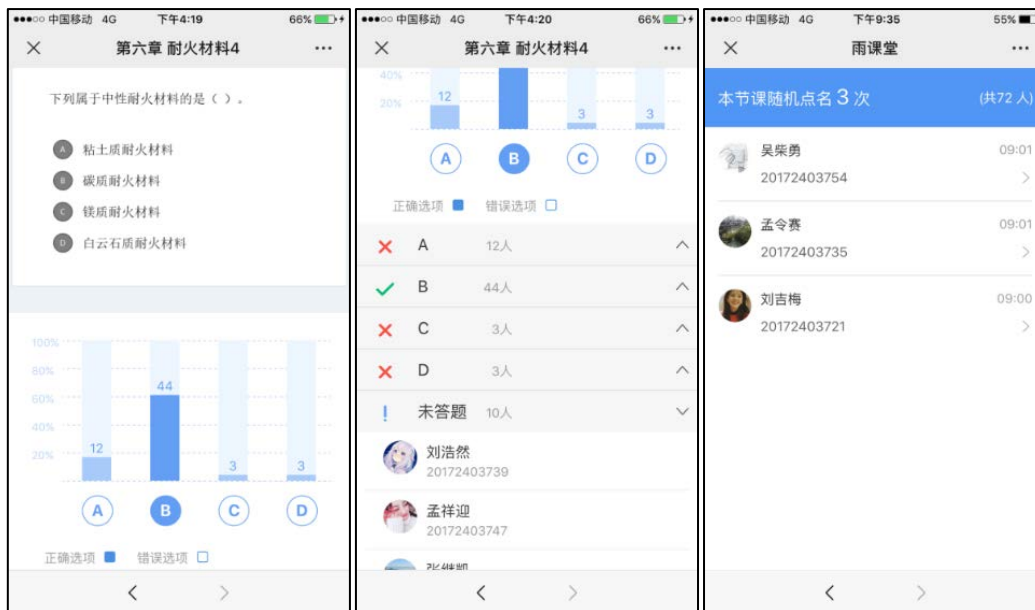 中国移动 4G 下午4:19 66%
第六章 耐火材料4
下列属于中性耐火材料的是（ ）。
A 粘土质耐火材料
B 碳质耐火材料
C 镁质耐火材料
D 白云石质耐火材料
100%
80%
60%
40%
20%
12
44
3
3
A B C D
正确选项 错误选项
中国移动 4G 下午4:20 66%
第六章 耐火材料4
40%
20%
12
3
3
A B C D
正确选项 错误选项
A 12人
B 44人
C 3人
D 3人
未答题 10人
刘浩然
20172403739
孟祥迎
20172403747
中国移动 4G 下午9:35 55%
雨课堂
本节课随机点名 3 次 (共72 人)
吴柴勇 09:01
20172403754
孟令赛 09:01
20172403735
刘吉梅 09:00
20172403721